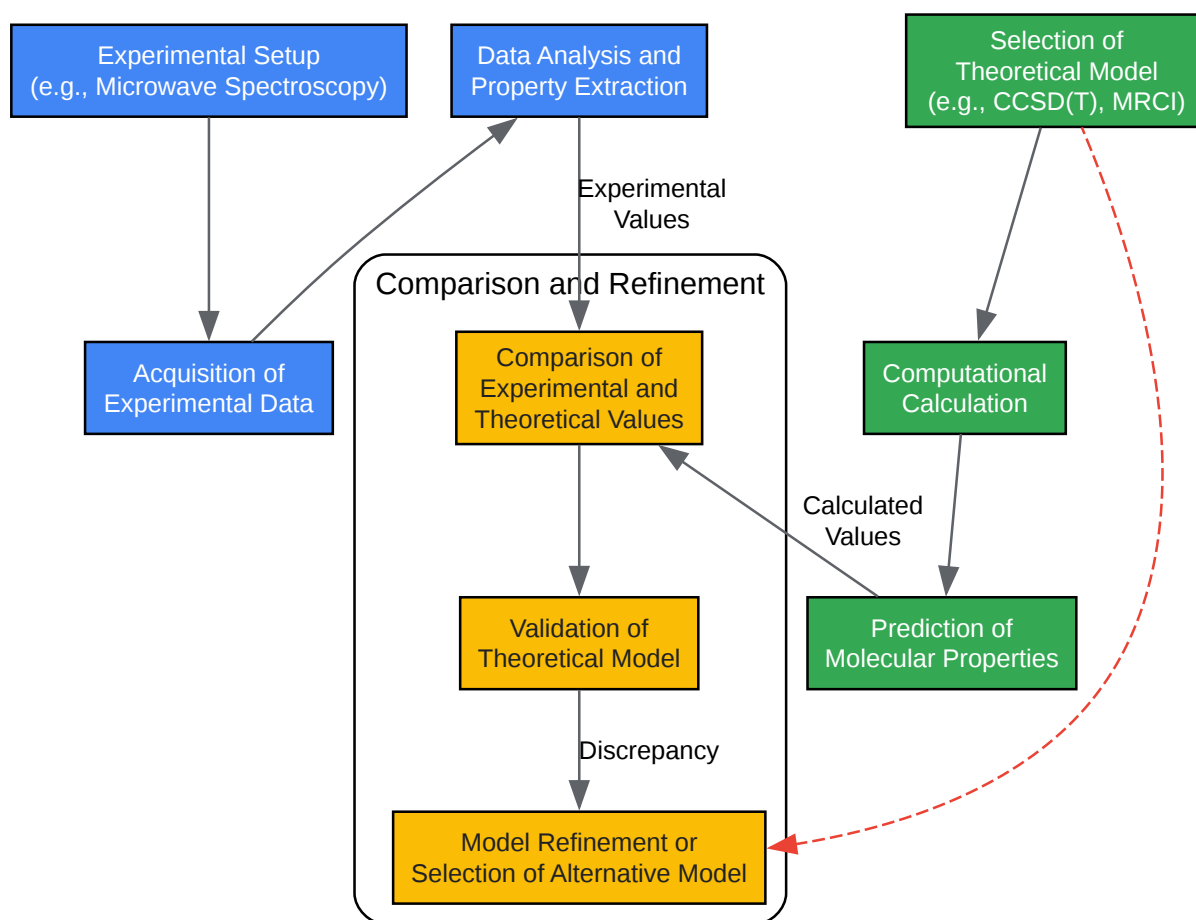 Experimental Setup
(e.g., Microwave Spectroscopy)
Data Analysis and
Property Extraction
Selection of
Theoretical Model
(e.g., CCSD(T), MRCI)
Experimental
Values
Comparison and Refinement
Acquisition of
Experimental Data
Comparison of
Experimental and
Theoretical Values
Computational
Calculation
Calculated
Values
Validation of
Theoretical Model
Prediction of
Molecular Properties
Discrepancy
Model Refinement or
Selection of Alternative Model